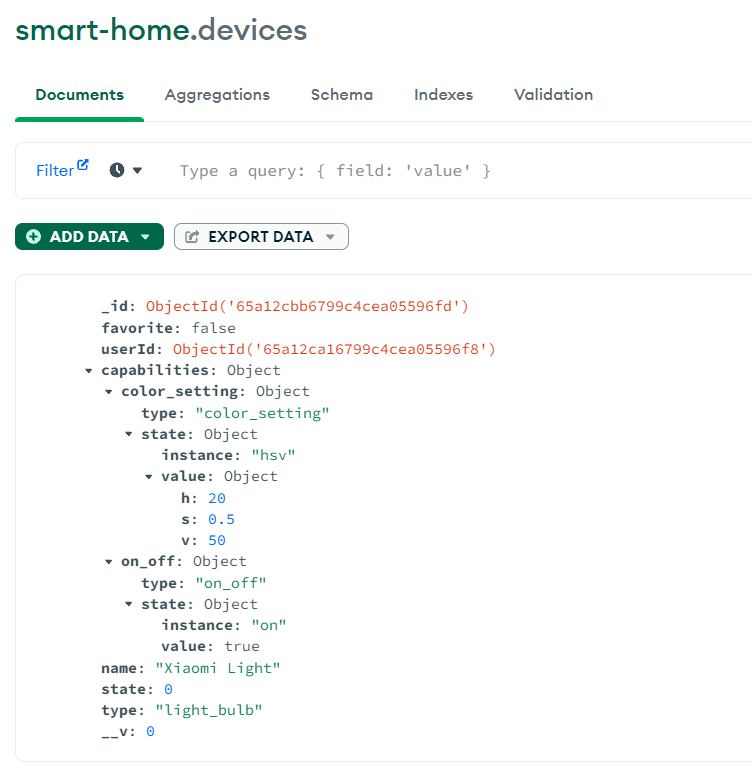 smart-home.devices
Documents Aggregations Schema Indexes Validation
Filter Type a query: { field: 'value' }
ADD DATA EXPORT DATA
_id: ObjectId('65a12cbb6799c4cea05596fd')
favorite: false
userId: ObjectId('65a12ca16799c4cea05596f8')
capabilities: Object
color_setting: Object
type: "color_setting"
state: Object
instance: "hsv"
value: Object
h: 20
s: 0.5
v: 50
on_off: Object
type: "on_off"
state: Object
instance: "on"
value: true
name: "Xiaomi Light"
state: 0
type: "light_bulb"
__v: 0